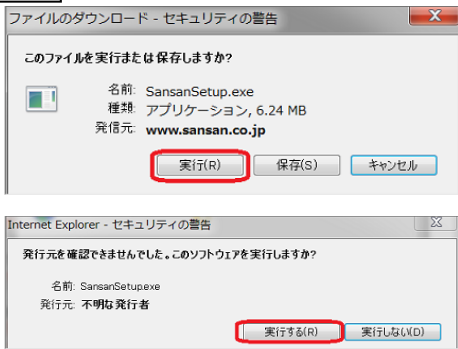 ファイルのダウンロード - セキュリティの警告
このファイルを実行または保存しますか?
名前: SansanSetup.exe
種類: アプリケーション, 6.24 MB
発信元: www.sansan.co.jp
実行(R) 保存(S) キャンセル
Internet Explorer - セキュリティの警告
発行元を確認できませんでした。このソフトウェアを実行しますか?
名前: SansanSetup.exe
発行元: 不明な発行者
実行する(R) 実行しない(D)